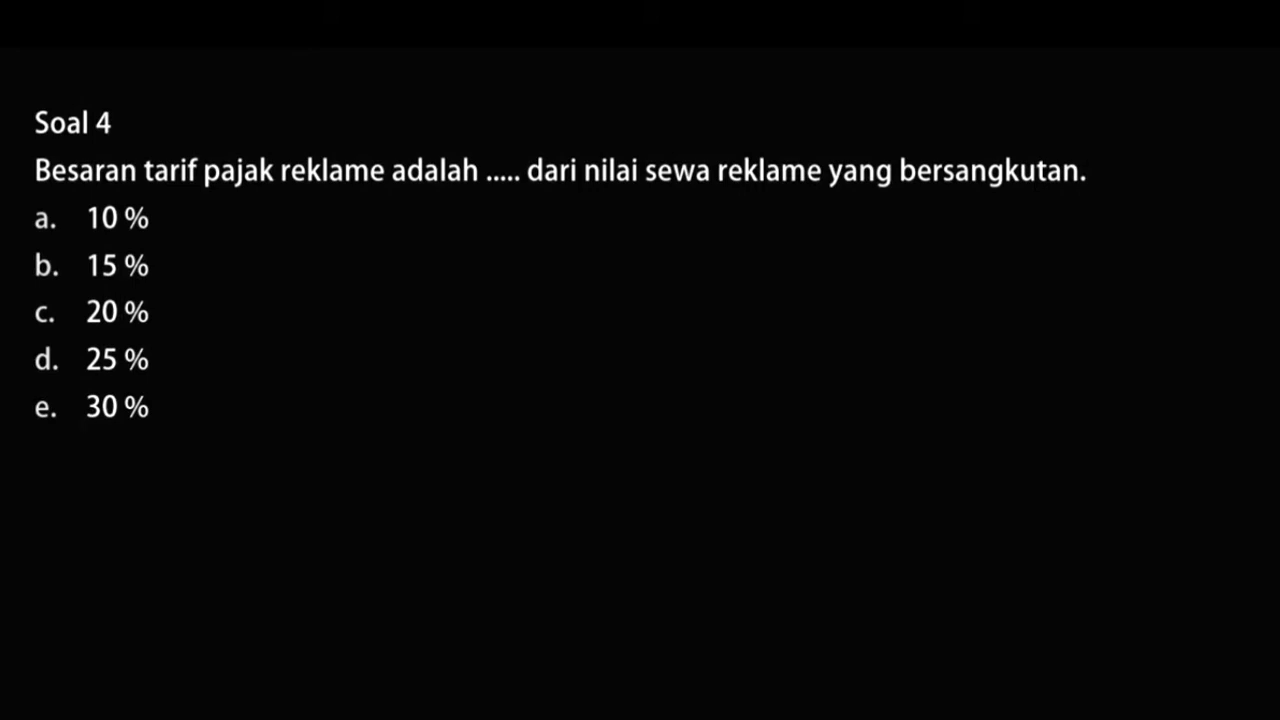 Soal 4
Besaran tarif pajak reklame adalah ..... dari nilai sewa reklame yang bersangkutan.
a. 10 %
b. 15 %
c. 20 %
d. 25 %
e. 30 %